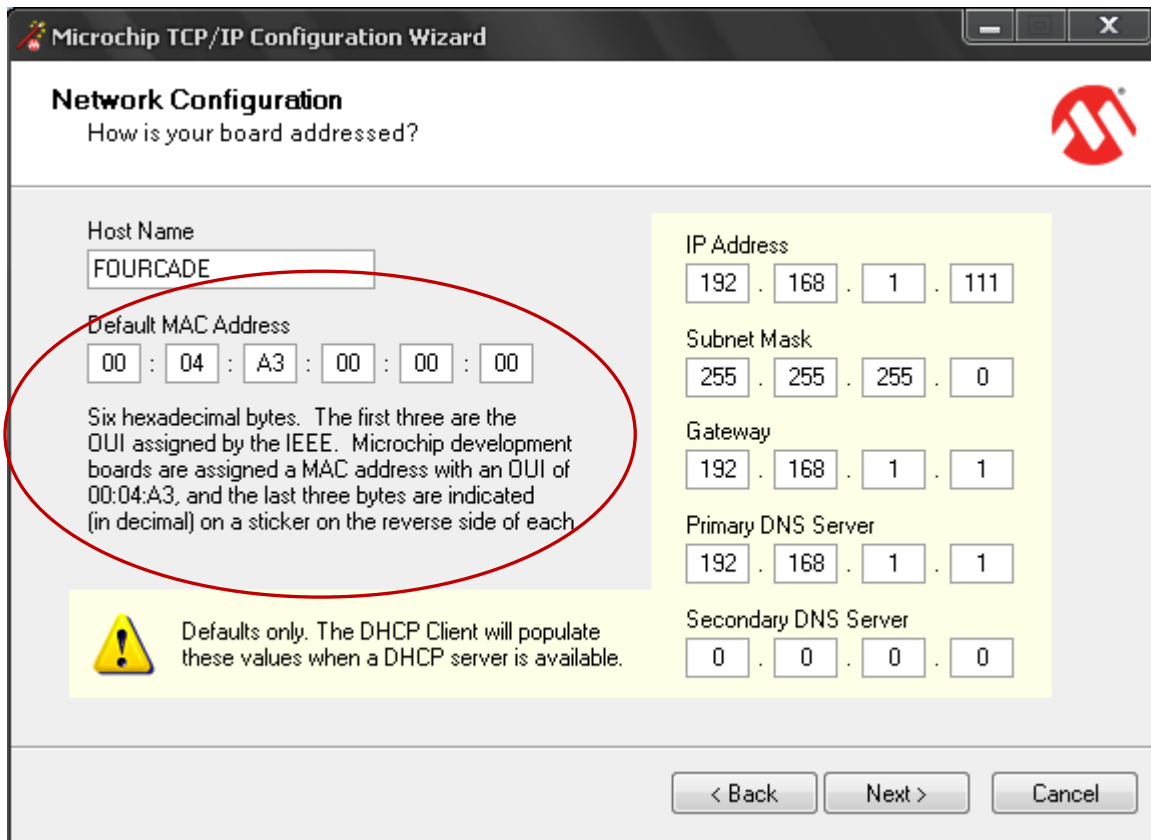 Microchip TCP/IP Configuration Wizard
Network Configuration
How is your board addressed?
Host Name
FOURCADE
Default MAC Address
00 : 04 : A3 : 00 : 00 : 00
Six hexadecimal bytes. The first three are the
OUI assigned by the IEEE. Microchip development
boards are assigned a MAC address with an OUI of
00:04:A3, and the last three bytes are indicated
(in decimal) on a sticker on the reverse side of each
Defaults only. The DHCP Client will populate
these values when a DHCP server is available.
IP Address
192 . 168 . 1 . 111
Subnet Mask
255 . 255 . 255 . 0
Gateway
192 . 168 . 1 . 1
Primary DNS Server
192 . 168 . 1 . 1
Secondary DNS Server
0 . 0 . 0 . 0
< Back
Next >
Cancel